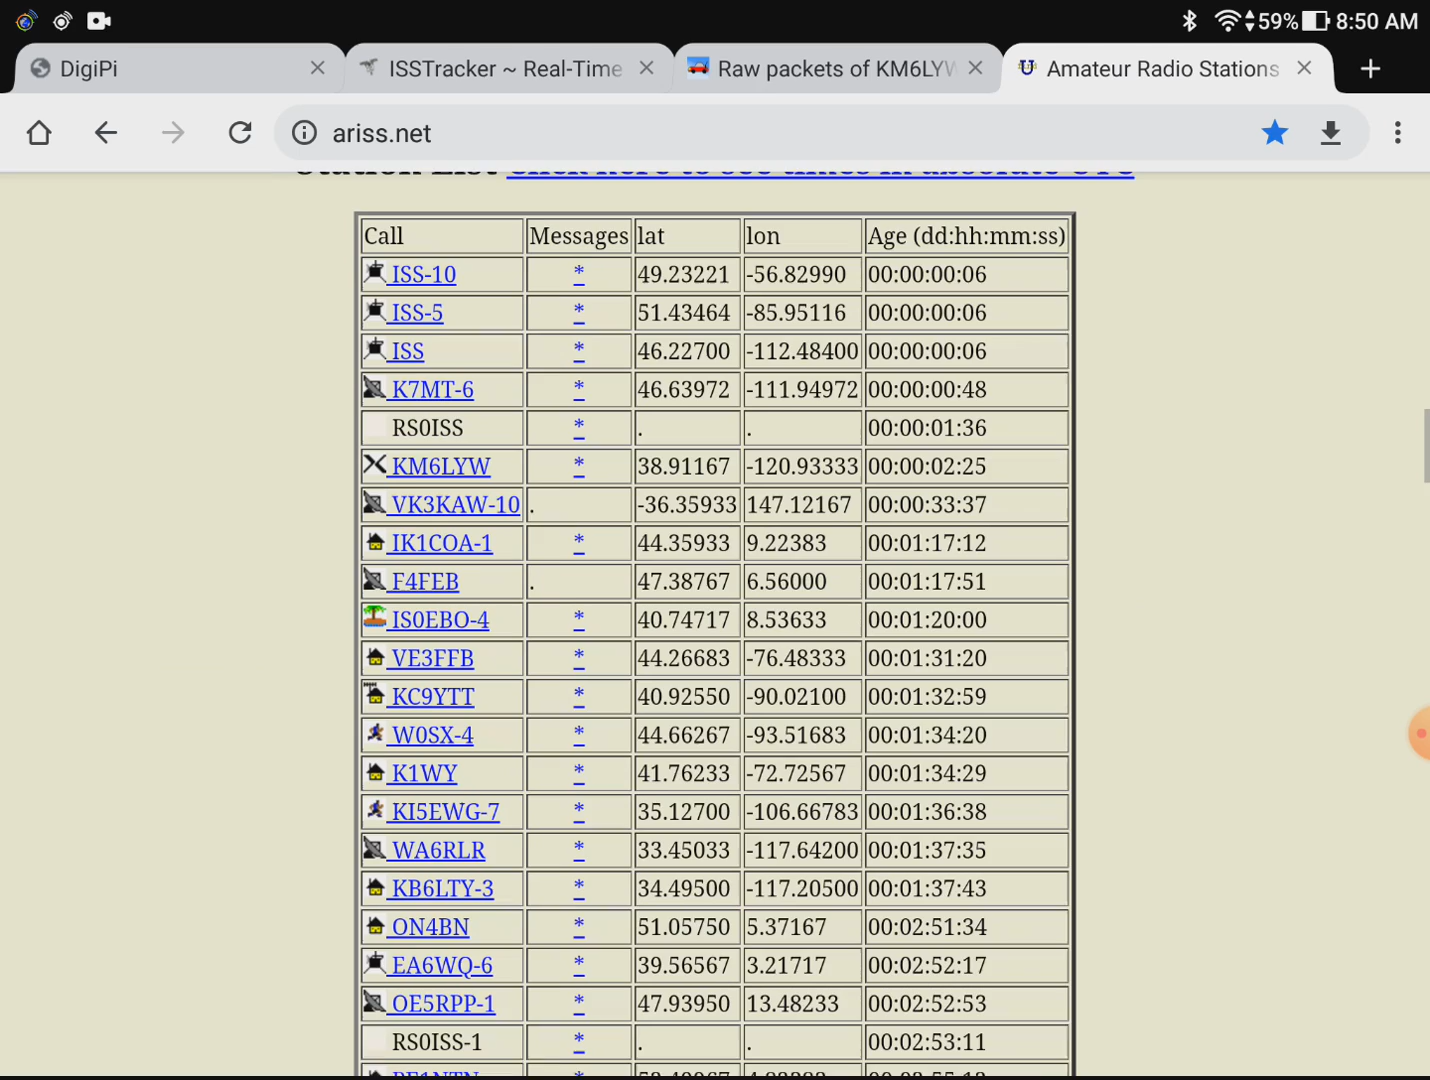 59% 8:50 AM
DigiPi ISSTracker ~ Real-Time Raw packets of KM6LYW Amateur Radio Stations
ariss.net
Station List Click here to see times in absolute UTC
Call Messages lat lon Age (dd:hh:mm:ss)
ISS-10 * 49.23221 -56.82990 00:00:00:06
ISS-5 * 51.43464 -85.95116 00:00:00:06
ISS * 46.22700 -112.48400 00:00:00:06
K7MT-6 * 46.63972 -111.94972 00:00:00:48
RS0ISS * . . 00:00:01:36
KM6LYW * 38.91167 -120.93333 00:00:02:25
VK3KAW-10 . -36.35933 147.12167 00:00:33:37
IK1COA-1 * 44.35933 9.22383 00:01:17:12
F4FEB . 47.38767 6.56000 00:01:17:51
IS0EBO-4 * 40.74717 8.53633 00:01:20:00
VE3FFB * 44.26683 -76.48333 00:01:31:20
KC9YTT * 40.92550 -90.02100 00:01:32:59
W0SX-4 * 44.66267 -93.51683 00:01:34:20
K1WY * 41.76233 -72.72567 00:01:34:29
KI5EWG-7 * 35.12700 -106.66783 00:01:36:38
WA6RLR * 33.45033 -117.64200 00:01:37:35
KB6LTY-3 * 34.49500 -117.20500 00:01:37:43
ON4BN * 51.05750 5.37167 00:02:51:34
EA6WQ-6 * 39.56567 3.21717 00:02:52:17
OE5RPP-1 * 47.93950 13.48233 00:02:52:53
RS0ISS-1 * . . 00:02:53:11